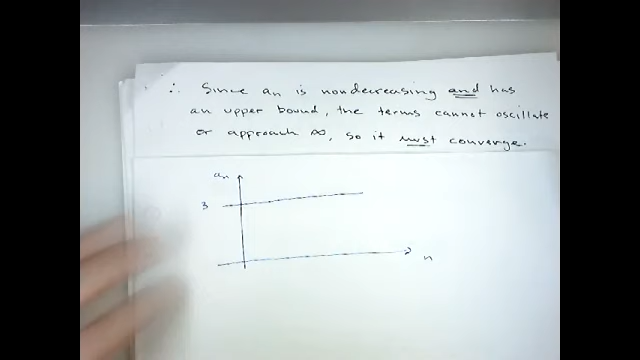 ∴ Since an is nondecreasing and has
an upper bound, the terms cannot oscillate
or approach ∞, so it must converge.
an
3
n